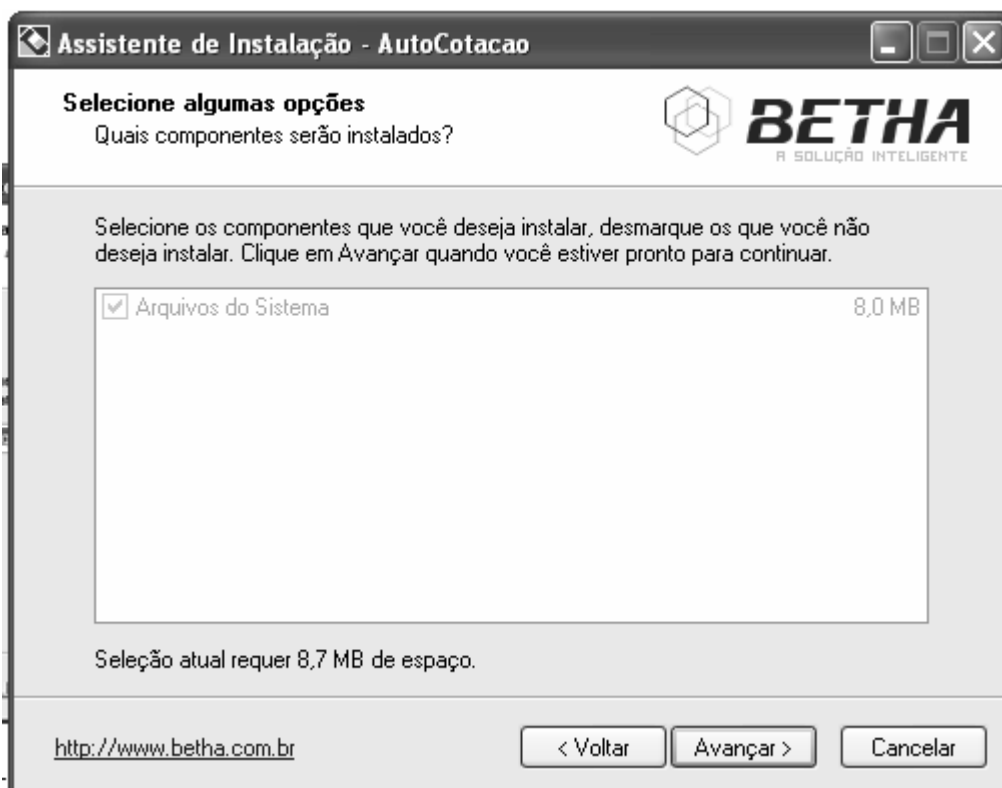 Assistente de Instalação - AutoCotacao
Selecione algumas opções
Quais componentes serão instalados?
BETHA
A SOLUÇÃO INTELIGENTE
Selecione os componentes que você deseja instalar, desmarque os que você não
deseja instalar. Clique em Avançar quando você estiver pronto para continuar.
Arquivos do Sistema 8,0 MB
Seleção atual requer 8,7 MB de espaço.
http://www.betha.com.br
< Voltar Avançar > Cancelar